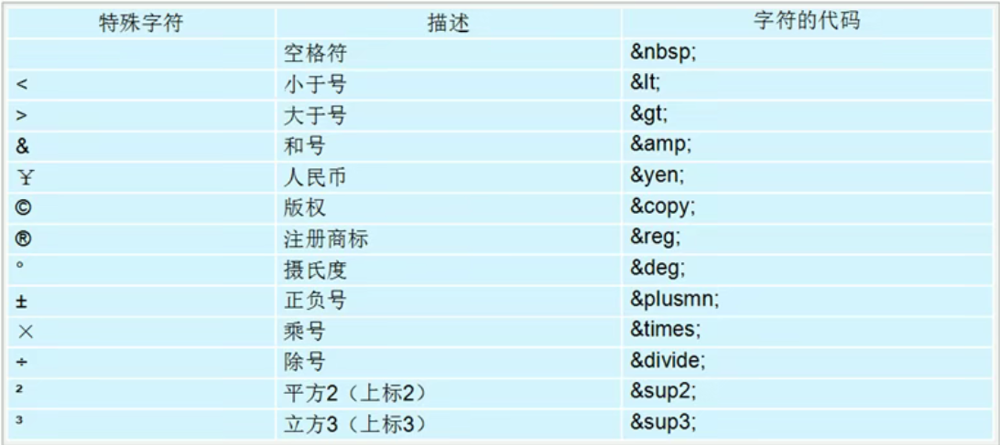 特殊字符 描述 字符的代码
空格符 &nbsp;
< 小于号 &lt;
> 大于号 &gt;
& 和号 &amp;
￥ 人民币 &yen;
© 版权 &copy;
® 注册商标 &reg;
° 摄氏度 &deg;
± 正负号 &plusmn;
× 乘号 &times;
÷ 除号 &divide;
² 平方2（上标2） &sup2;
³ 立方3（上标3） &sup3;